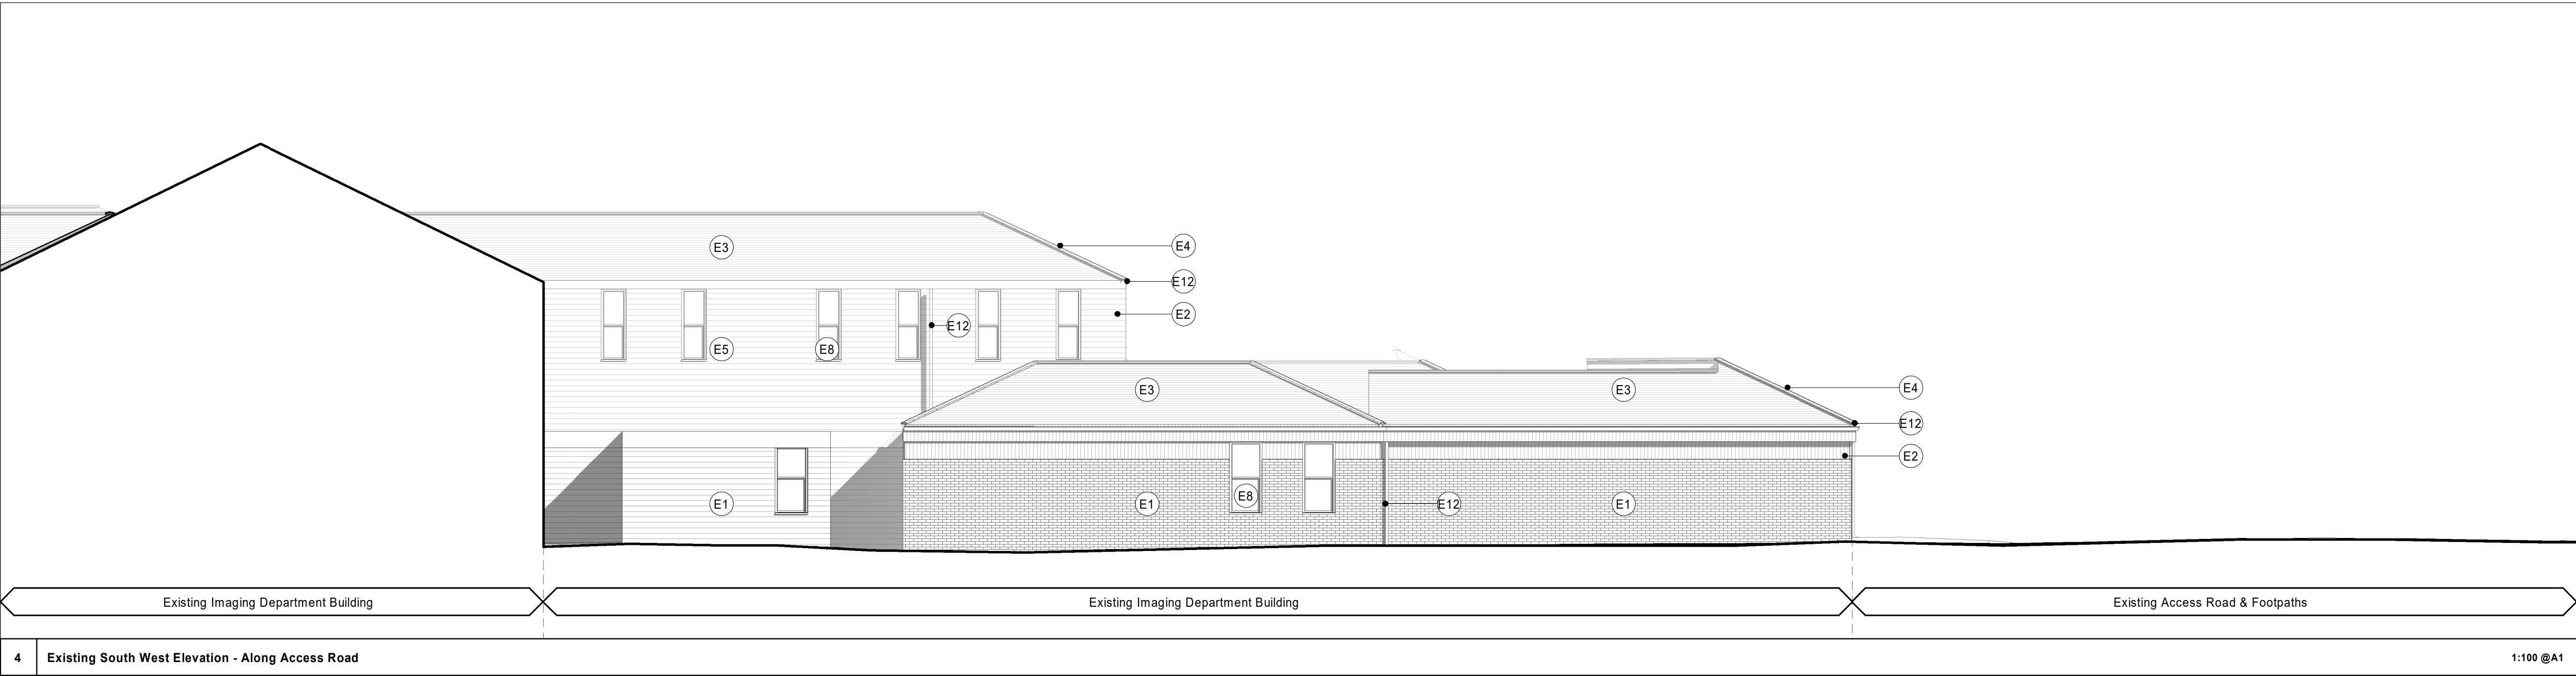 E3
E4
E12
E2
E12
E5
E8
E3
E3
E4
E12
E2
E1
E1
E8
E12
E1
Existing Imaging Department Building
Existing Imaging Department Building
Existing Access Road & Footpaths
4
Existing South West Elevation - Along Access Road
1:100 @A1